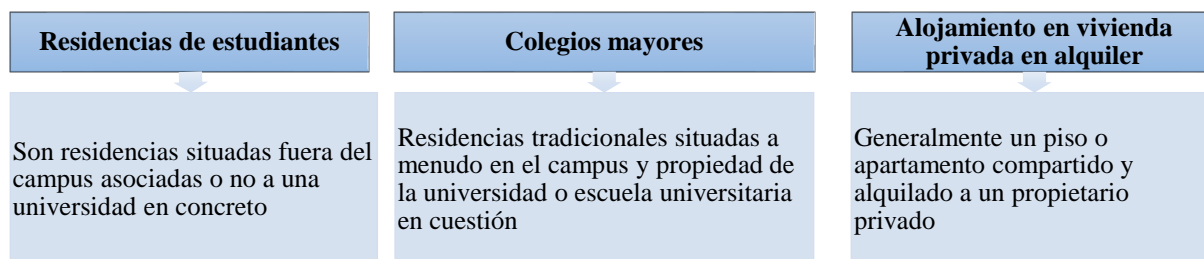 Residencias de estudiantes
Son residencias situadas fuera del
campus asociadas o no a una
universidad en concreto
Colegios mayores
Residencias tradicionales situadas a
menudo en el campus y propiedad de
la universidad o escuela universitaria
en cuestión
Alojamiento en vivienda
privada en alquiler
Generalmente un piso o
apartamento compartido y
alquilado a un propietario
privado